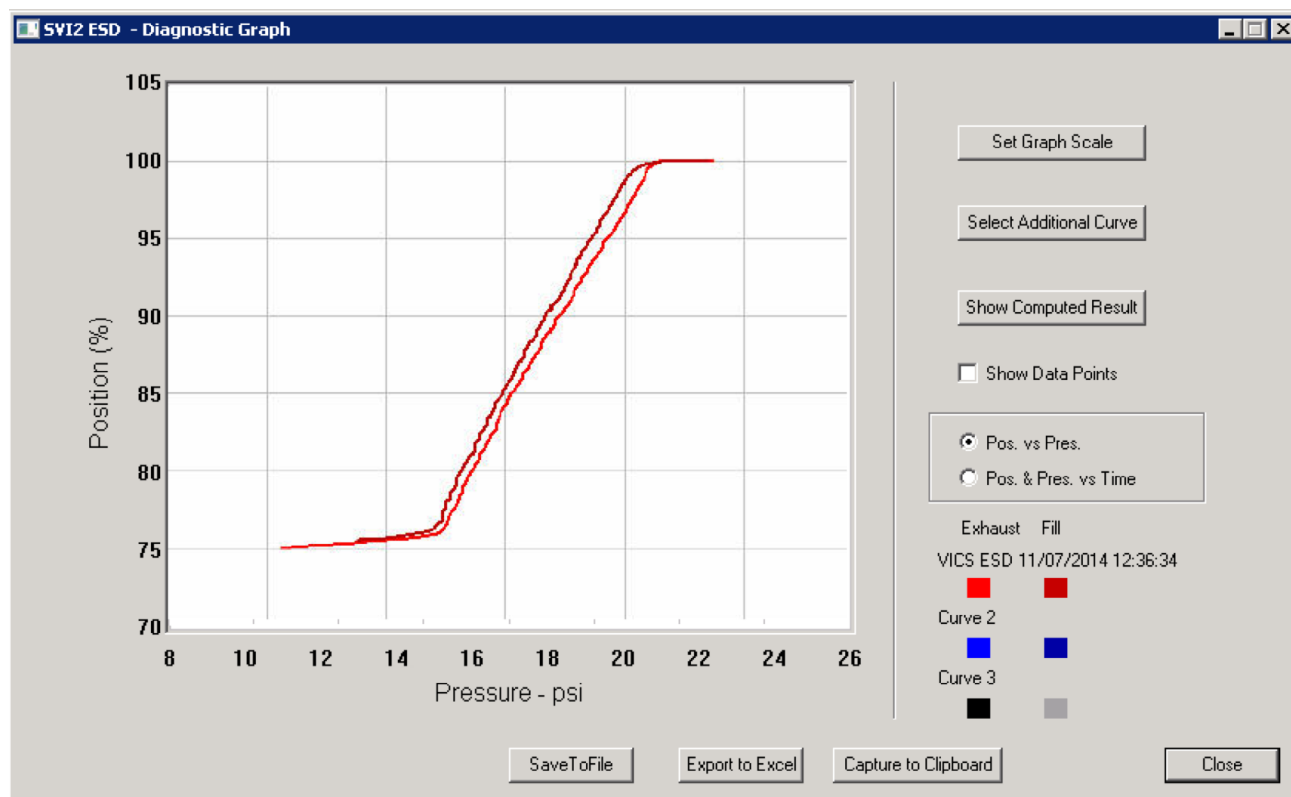 SVI2 ESD - Diagnostic Graph
105
100
95
90
85
80
75
70
Position (%)
8 10 12 14 16 18 20 22 24 26
Pressure - psi
Set Graph Scale
Select Additional Curve
Show Computed Result
Show Data Points
Pos. vs Pres.
Pos. & Pres. vs Time
Exhaust Fill
VICS ESD 11/07/2014 12:36:34
Curve 2
Curve 3
SaveToFile Export to Excel Capture to Clipboard Close